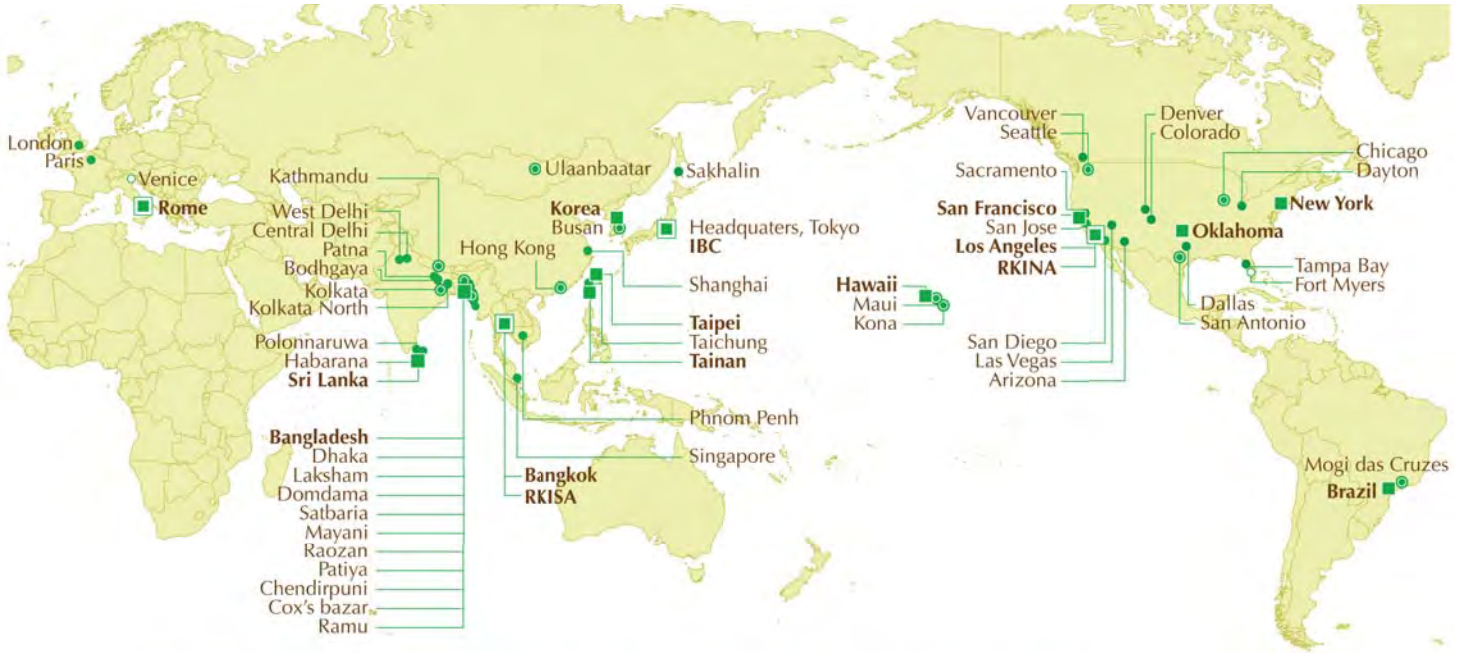 London
Paris
Venice
Rome
Kathmandu
West Delhi
Central Delhi
Patna
Bodhgaya
Kolkata
Kolkata North
Polonnaruwa
Habarana
Sri Lanka
Bangladesh
Dhaka
Laksham
Domdama
Satbaria
Mayani
Raozan
Patiya
Chendirpuni
Cox's bazar
Ramu
Ulaanbaatar
Sakhalin
Korea
Busan
Headquaters, Tokyo
IBC
Hong Kong
Shanghai
Taipei
Taichung
Tainan
Phnom Penh
Singapore
Bangkok
RKISA
Hawaii
Maui
Kona
Vancouver
Seattle
Sacramento
San Francisco
San Jose
Los Angeles
RKINA
San Diego
Las Vegas
Arizona
Denver
Colorado
Chicago
Dayton
New York
Oklahoma
Tampa Bay
Fort Myers
Dallas
San Antonio
Mogi das Cruzes
Brazil